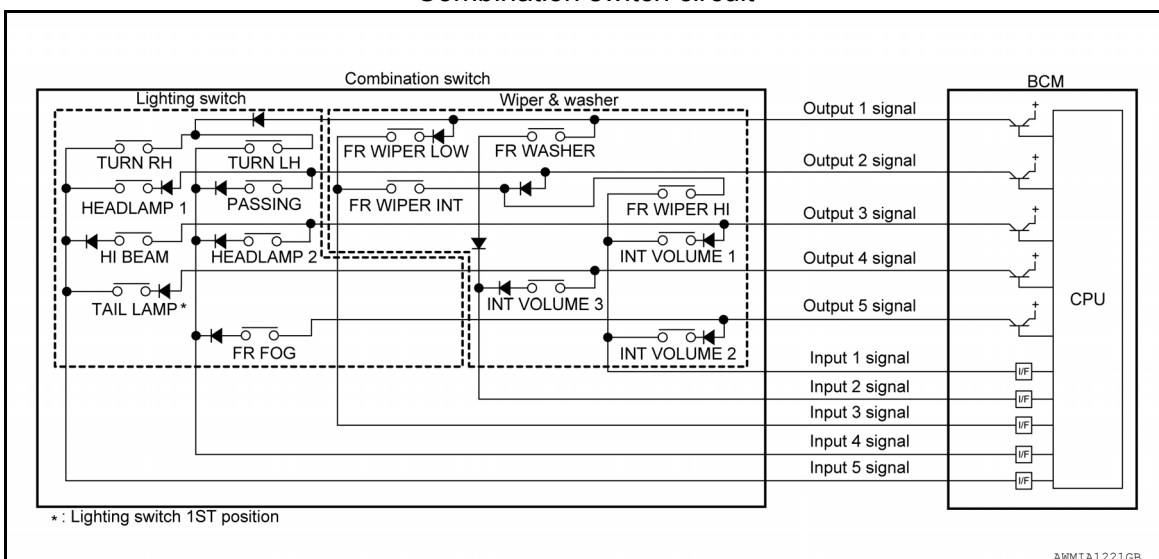 Combination switch circuit
Combination switch
BCM
Lighting switch
Wiper & washer
Output 1 signal
+
TURN RH
TURN LH
FR WIPER LOW
FR WASHER
Output 2 signal
+
HEADLAMP 1
PASSING
FR WIPER INT
FR WIPER HI
Output 3 signal
+
HI BEAM
HEADLAMP 2
INT VOLUME 1
Output 4 signal
+
TAIL LAMP*
INT VOLUME 3
Output 5 signal
+
CPU
FR FOG
INT VOLUME 2
Input 1 signal
I/F
Input 2 signal
I/F
Input 3 signal
I/F
Input 4 signal
I/F
Input 5 signal
I/F
* : Lighting switch 1ST position
AWMIA1221GB